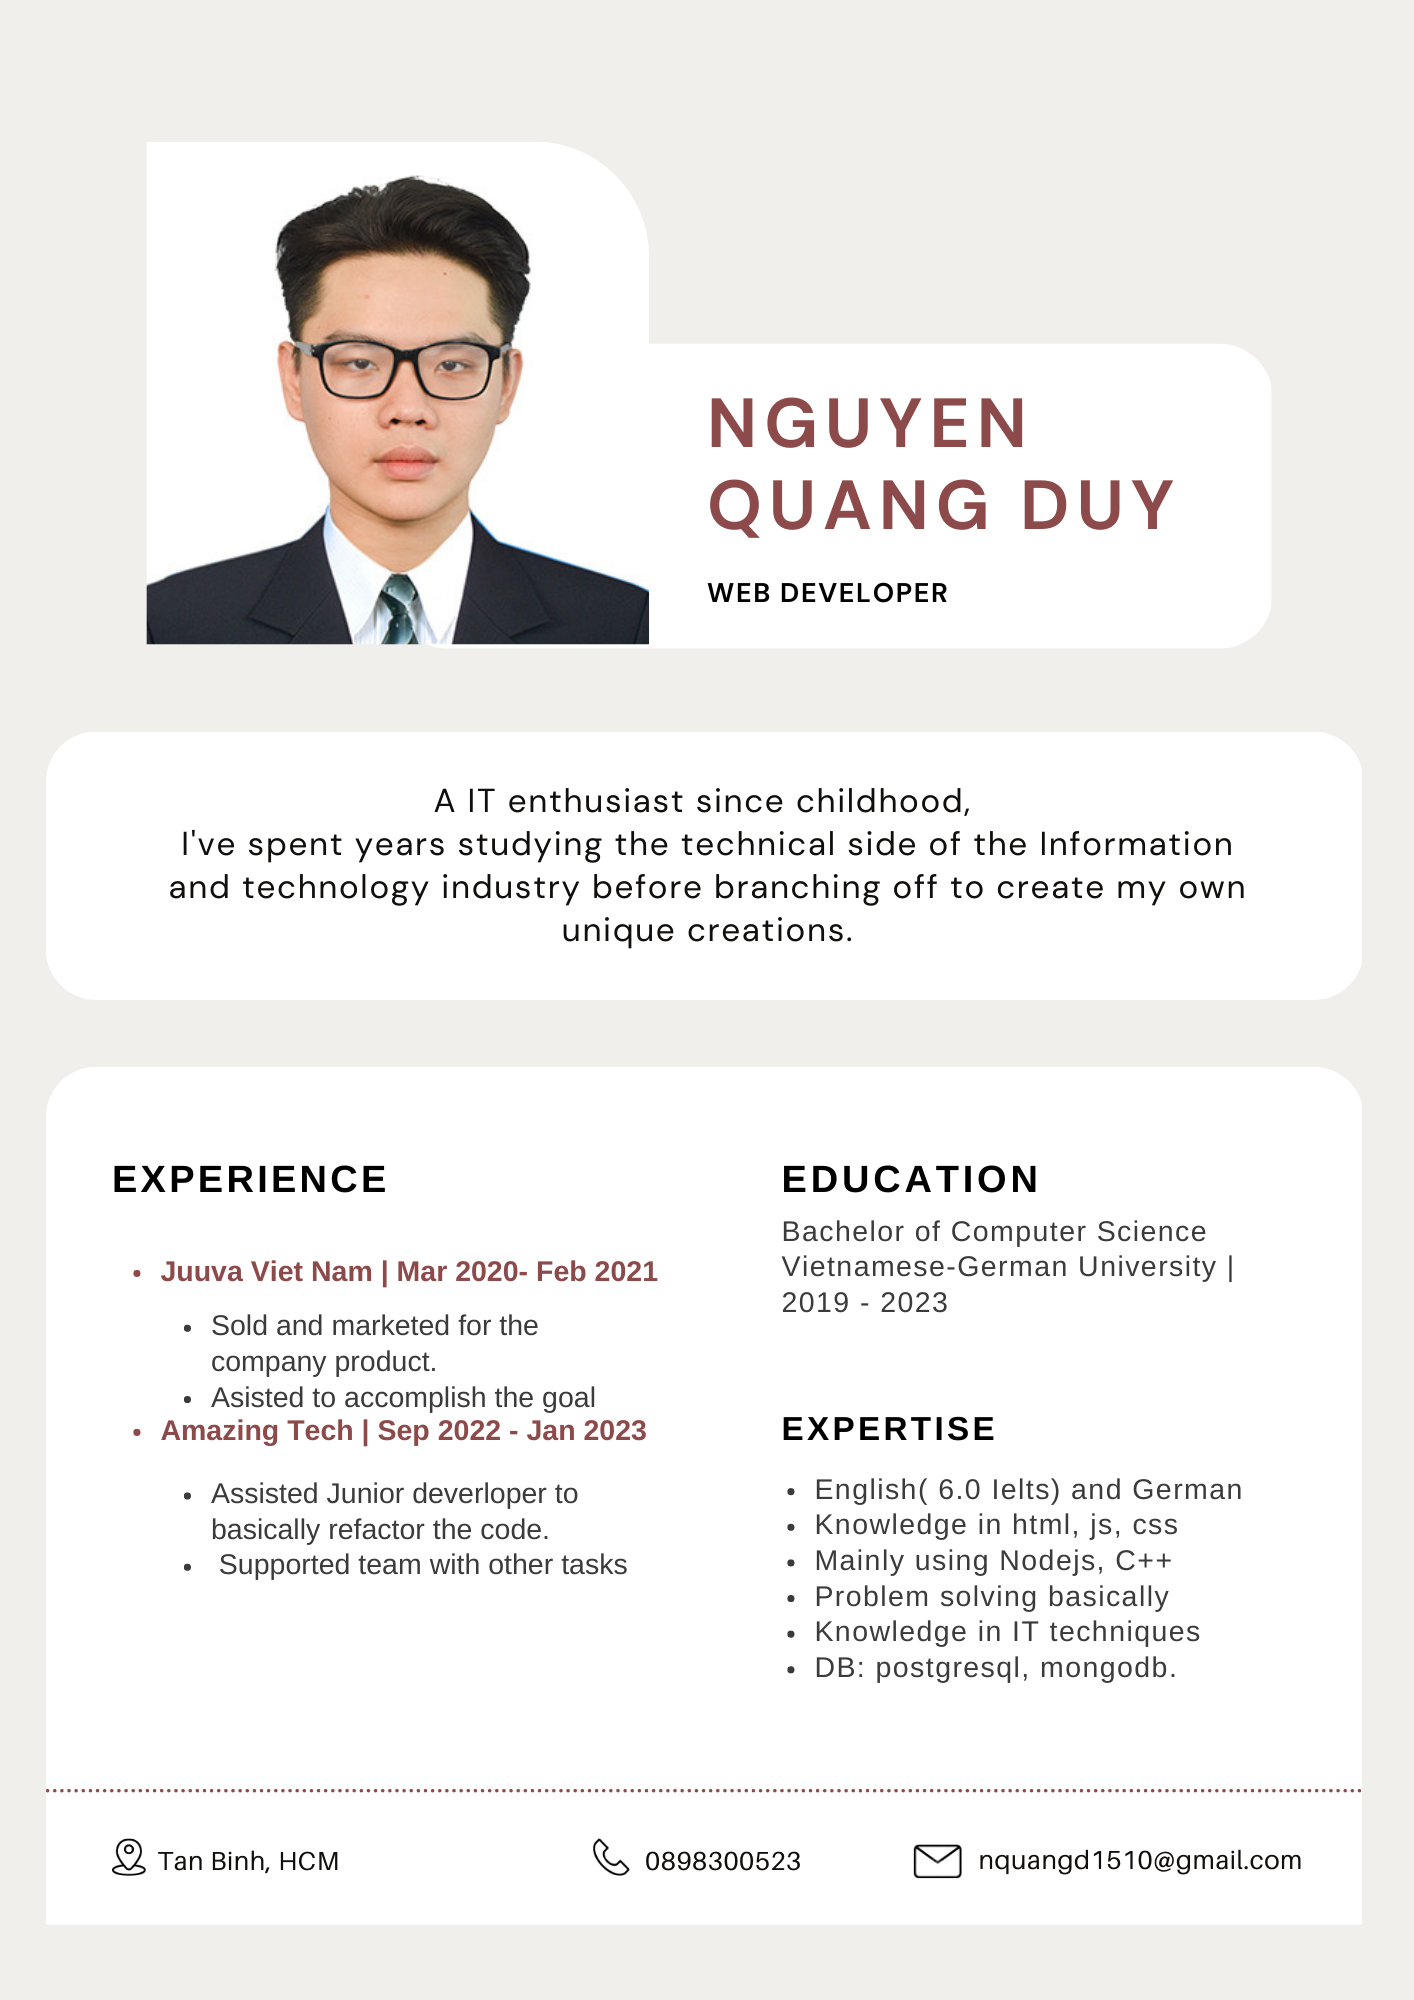 NGUYEN
QUANG DUY
WEB DEVELOPER
A IT enthusiast since childhood,
I've spent years studying the technical side of the Information
and technology industry before branching off to create my own
unique creations.
EXPERIENCE
• Juuva Viet Nam | Mar 2020- Feb 2021
• Sold and marketed for the
company product.
• Asisted to accomplish the goal
• Amazing Tech | Sep 2022 - Jan 2023
• Assisted Junior deverloper to
basically refactor the code.
• Supported team with other tasks
EDUCATION
Bachelor of Computer Science
Vietnamese-German University |
2019 - 2023
EXPERTISE
• English( 6.0 Ielts) and German
• Knowledge in html, js, css
• Mainly using Nodejs, C++
• Problem solving basically
• Knowledge in IT techniques
• DB: postgresql, mongodb.
Tan Binh, HCM
0898300523
nquangd1510@gmail.com